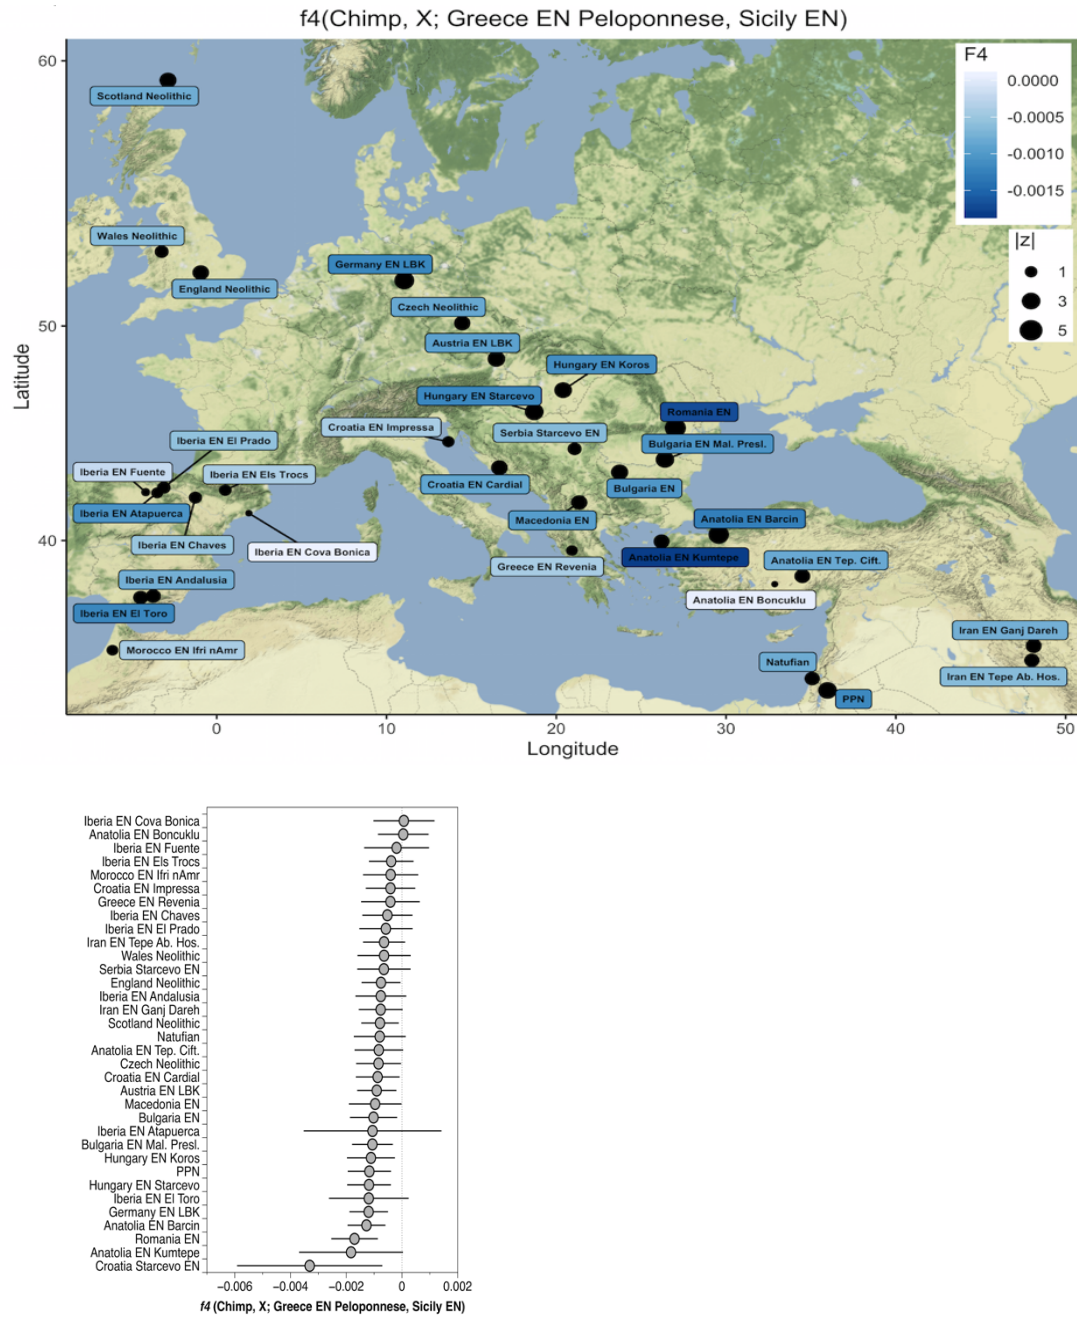 f4(Chimp, X; Greece EN Peloponnese, Sicily EN)
60
F4
0.0000
-0.0005
-0.0010
-0.0015
Scotland Neolithic
Wales Neolithic
|z|
1
3
5
Germany EN LBK
England Neolithic
Czech Neolithic
50
Austria EN LBK
Latitude
Hungary EN Koros
Hungary EN Starcevo
Romania EN
Croatia EN Impressa
Serbia Starcevo EN
Iberia EN El Prado
Bulgaria EN Mal. Presl.
Iberia EN Fuente
Iberia EN Els Trocs
Croatia EN Cardial
Bulgaria EN
Iberia EN Atapuerca
Macedonia EN
Anatolia EN Barcin
40
Iberia EN Chaves
Iberia EN Cova Bonica
Anatolia EN Kumtepe
Anatolia EN Tep. Cift.
Greece EN Revenia
Iberia EN Andalusia
Anatolia EN Boncuklu
Iberia EN El Toro
Iran EN Ganj Dareh
Morocco EN Ifri nAmr
Natufian
Iran EN Tepe Ab. Hos.
PPN
0 10 20 30 40 50
Longitude
Iberia EN Cova Bonica
Anatolia EN Boncuklu
Iberia EN Fuente
Iberia EN Els Trocs
Morocco EN Ifri nAmr
Croatia EN Impressa
Greece EN Revenia
Iberia EN Chaves
Iberia EN El Prado
Iran EN Tepe Ab. Hos.
Wales Neolithic
Serbia Starcevo EN
England Neolithic
Iberia EN Andalusia
Iran EN Ganj Dareh
Scotland Neolithic
Natufian
Anatolia EN Tep. Cift.
Czech Neolithic
Croatia EN Cardial
Austria EN LBK
Macedonia EN
Bulgaria EN
Iberia EN Atapuerca
Bulgaria EN Mal. Presl.
Hungary EN Koros
PPN
Hungary EN Starcevo
Iberia EN El Toro
Germany EN LBK
Anatolia EN Barcin
Romania EN
Anatolia EN Kumtepe
Croatia Starcevo EN
−0.006 −0.004 −0.002 0 0.002
f4 (Chimp, X; Greece EN Peloponnese, Sicily EN)